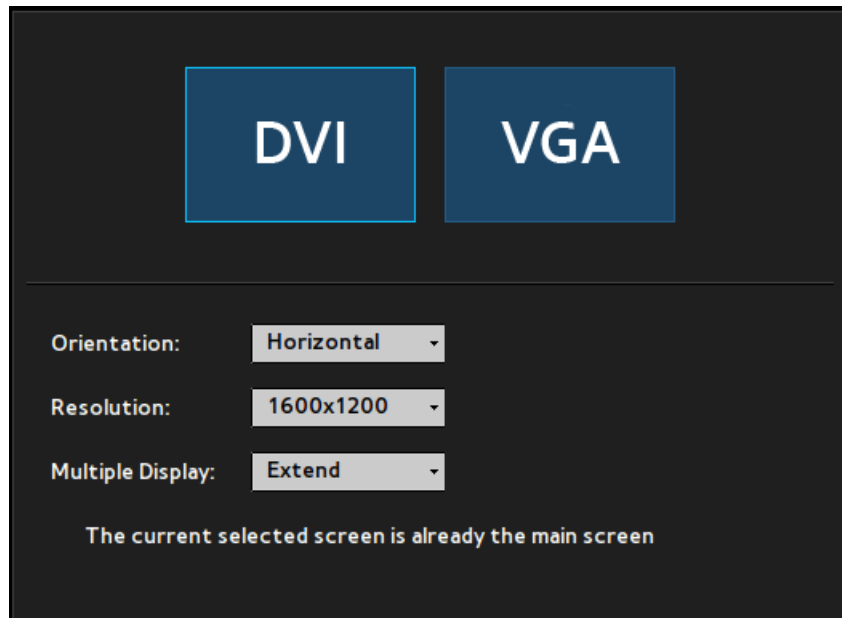 DVI VGA
Orientation: Horizontal
Resolution: 1600x1200
Multiple Display: Extend
The current selected screen is already the main screen